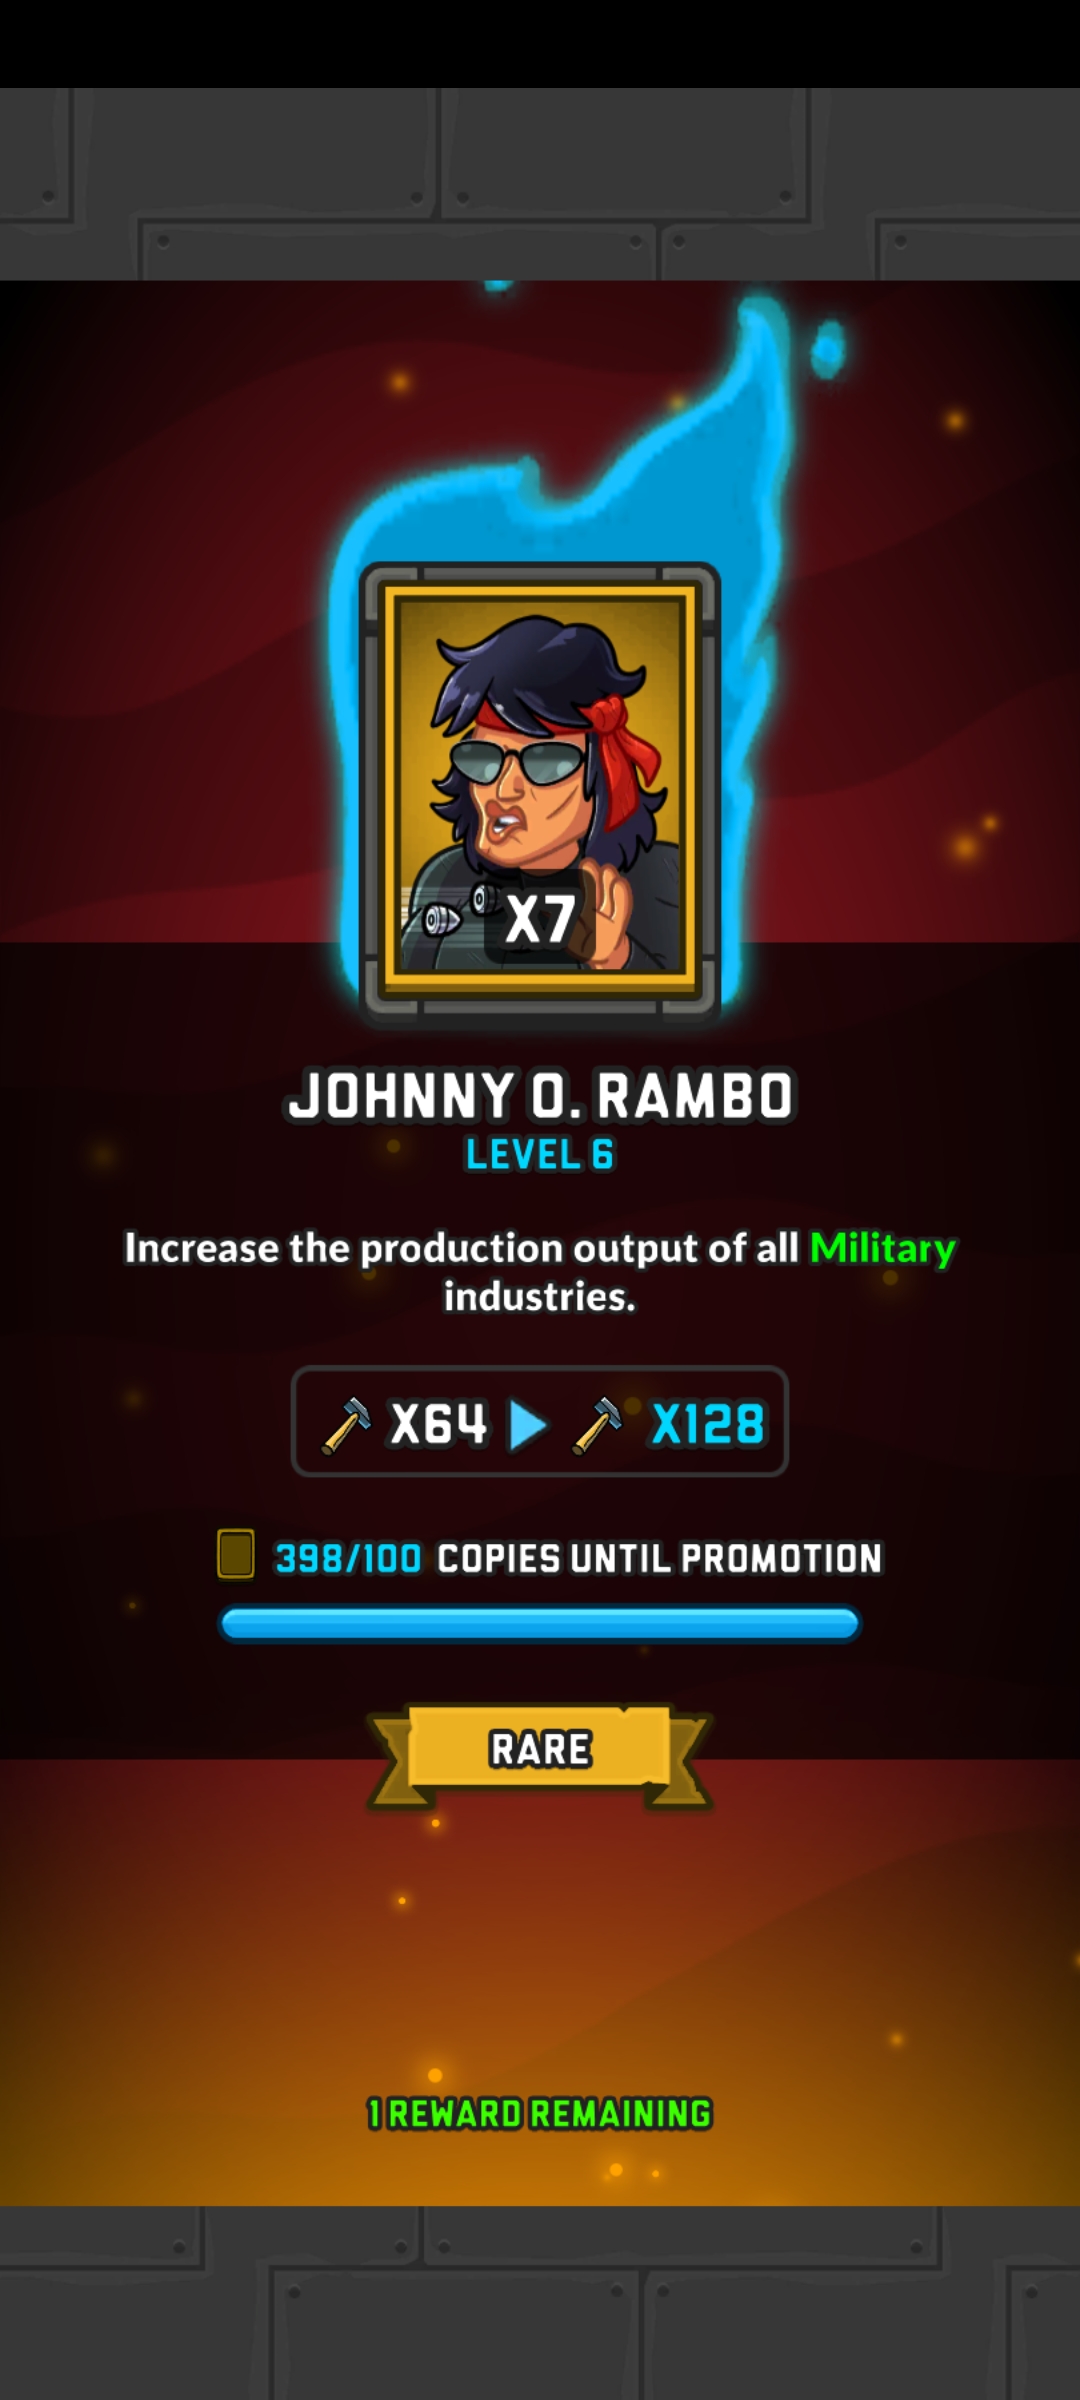 X7
JOHNNY O. RAMBO
LEVEL 6
Increase the production output of all Military
industries.
X64 X128
398/100 COPIES UNTIL PROMOTION
RARE
1 REWARD REMAINING